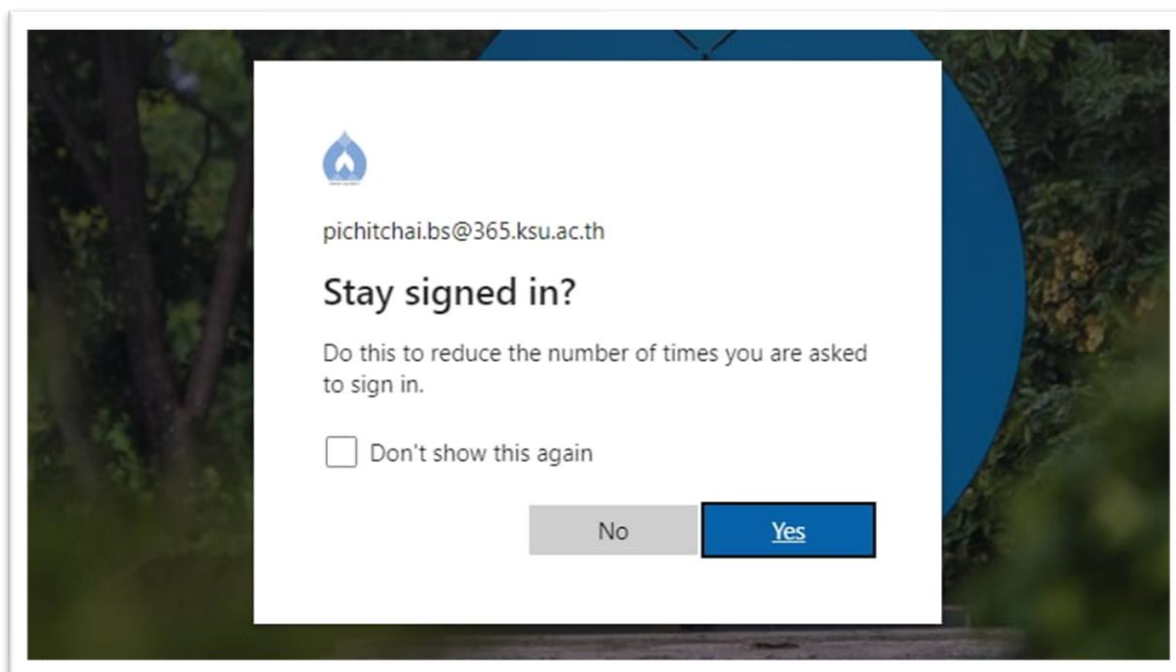 pichitchai.bs@365.ksu.ac.th
Stay signed in?
Do this to reduce the number of times you are asked
to sign in.
Don't show this again
No
Yes